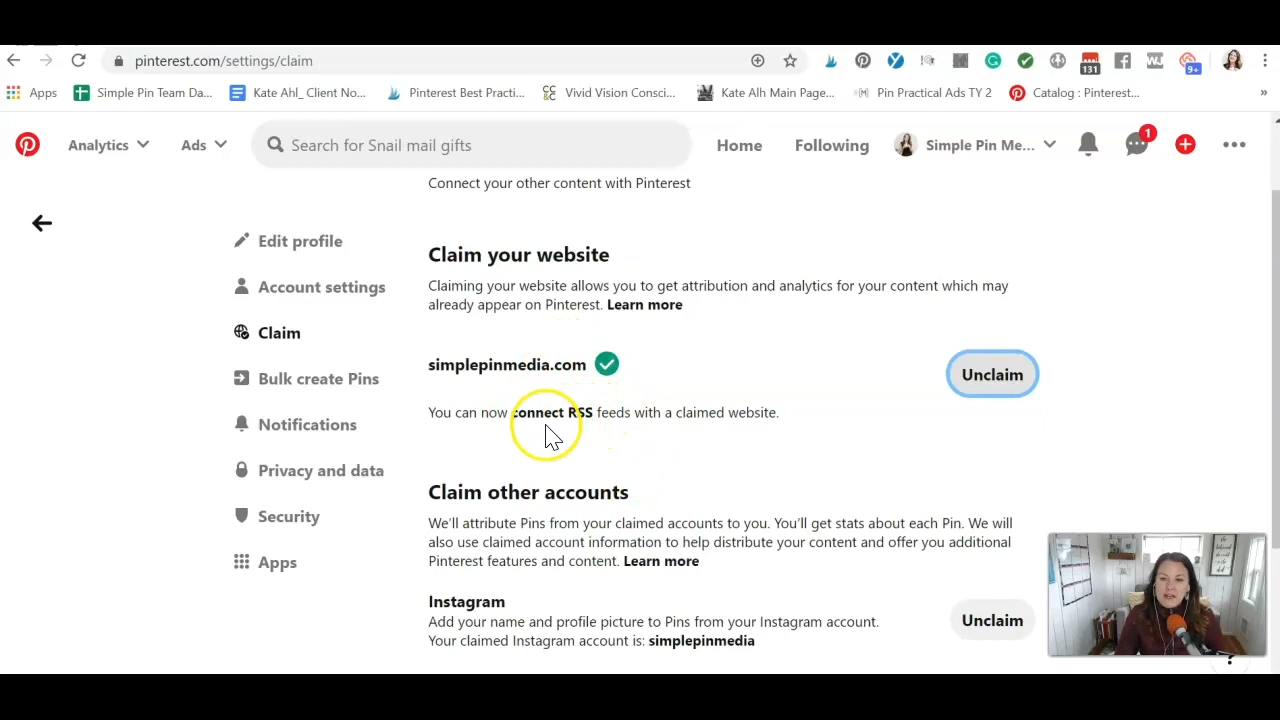 pinterest.com/settings/claim
131
9+
Apps
Simple Pin Team Da...
Kate Ahl_ Client No...
Pinterest Best Practi...
Vivid Vision Consci...
Kate Alh Main Page...
Pin Practical Ads TY 2
Catalog : Pinterest...
»
Analytics
Ads
Search for Snail mail gifts
Home
Following
Simple Pin Me...
1
Connect your other content with Pinterest
Edit profile
Account settings
Claim
Bulk create Pins
Notifications
Privacy and data
Security
Apps
Claim your website
Claiming your website allows you to get attribution and analytics for your content which may
already appear on Pinterest. Learn more
simplepinmedia.com
Unclaim
You can now connect RSS feeds with a claimed website.
Claim other accounts
We'll attribute Pins from your claimed accounts to you. You'll get stats about each Pin. We will
also use claimed account information to help distribute your content and offer you additional
Pinterest features and content. Learn more
Instagram
Add your name and profile picture to Pins from your Instagram account.
Your claimed Instagram account is: simplepinmedia
Unclaim